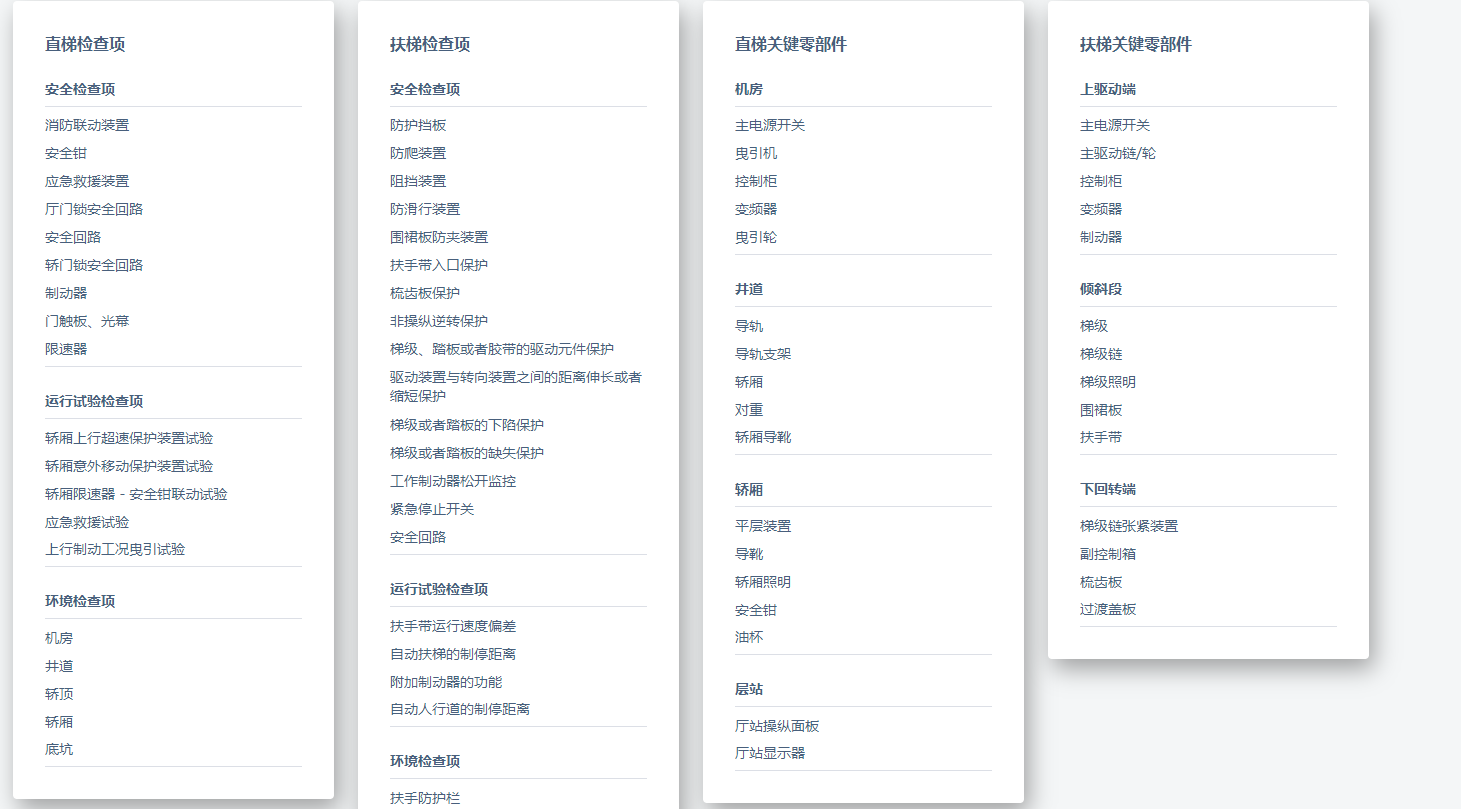 直梯检查项
安全检查项
消防联动装置
安全钳
应急救援装置
厅门锁安全回路
安全回路
轿门锁安全回路
制动器
门触板、光幕
限速器
运行试验检查项
轿厢上行超速保护装置试验
轿厢意外移动保护装置试验
轿厢限速器 - 安全钳联动试验
应急救援试验
上行制动工况曳引试验
环境检查项
机房
井道
轿顶
轿厢
底坑
扶梯检查项
安全检查项
防护挡板
防爬装置
阻挡装置
防滑行装置
围裙板防夹装置
扶手带入口保护
梳齿板保护
非操纵逆转保护
梯级、踏板或者胶带的驱动元件保护
驱动装置与转向装置之间的距离伸长或者
缩短保护
梯级或者踏板的下陷保护
梯级或者踏板的缺失保护
工作制动器松开监控
紧急停止开关
安全回路
运行试验检查项
扶手带运行速度偏差
自动扶梯的制停距离
附加制动器的功能
自动人行道的制停距离
环境检查项
扶手防护栏
直梯关键零部件
机房
主电源开关
曳引机
控制柜
变频器
曳引轮
井道
导轨
导轨支架
轿厢
对重
轿厢导靴
轿厢
平层装置
导靴
轿厢照明
安全钳
油杯
层站
厅站操纵面板
厅站显示器
扶梯关键零部件
上驱动端
主电源开关
主驱动链/轮
控制柜
变频器
制动器
倾斜段
梯级
梯级链
梯级照明
围裙板
扶手带
下回转端
梯级链张紧装置
副控制箱
梳齿板
过渡盖板